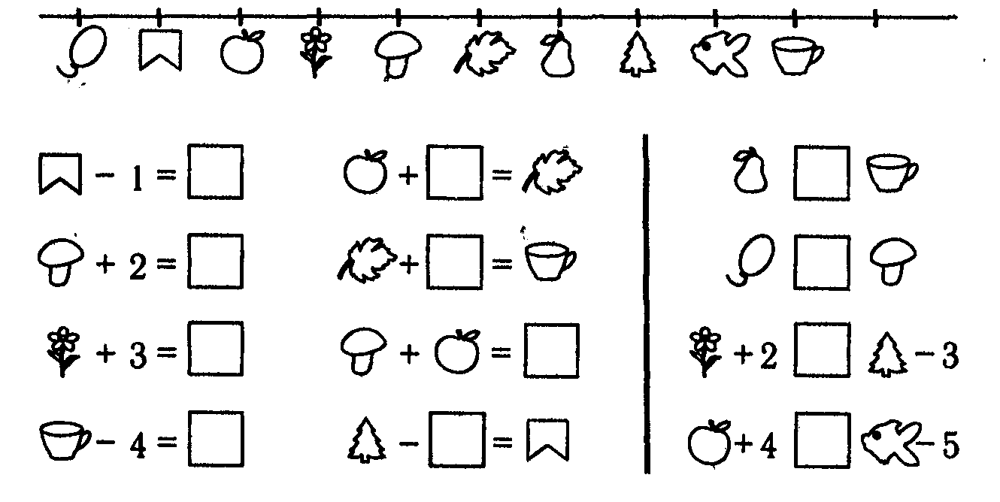 − 1 = + =
+ 2 = + =
+ 3 = + =
+ 2 − 3
− 4 = − =
+ 4 − 5